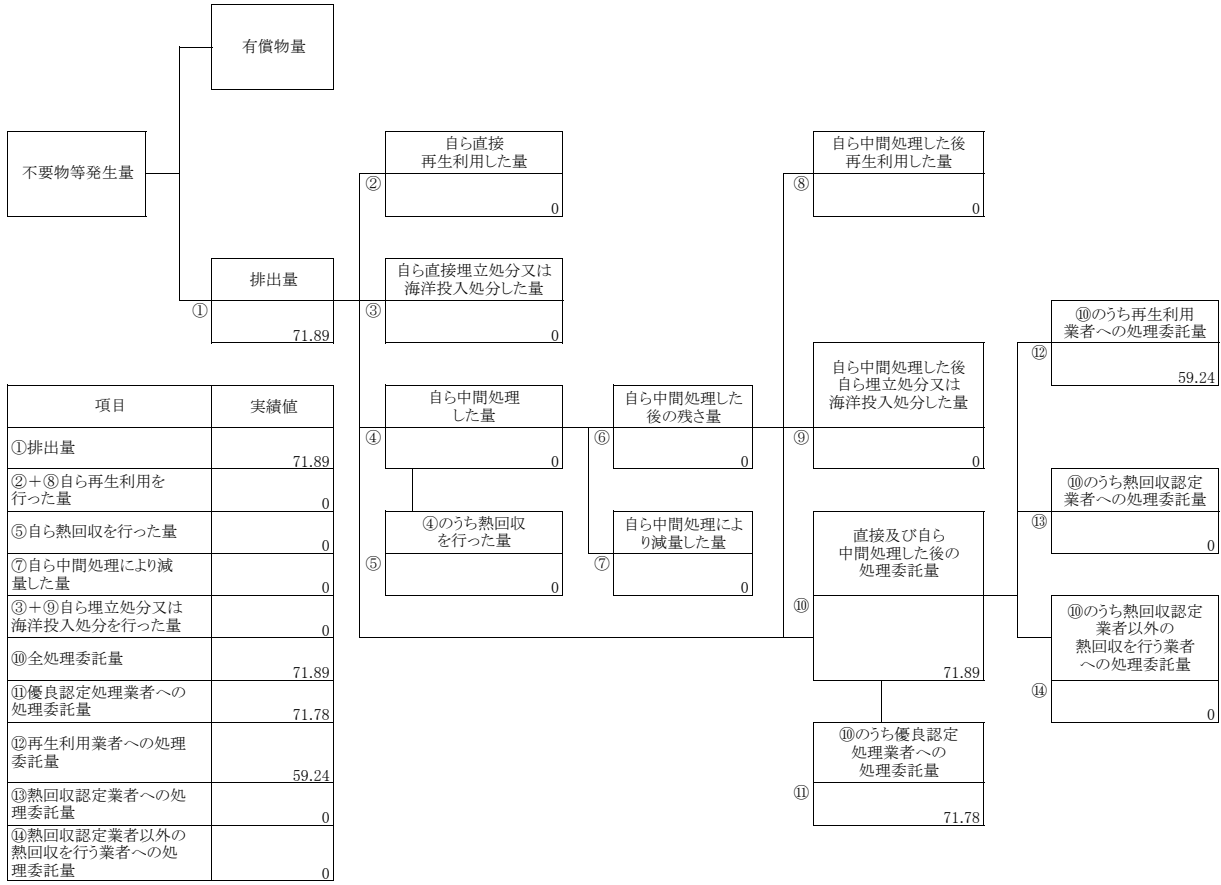 有償物量
不要物等発生量
自ら直接
再生利用した量
②
0
自ら中間処理した後
再生利用した量
⑧
0
排出量
①
71.89
自ら直接埋立処分又は
海洋投入処分した量
③
0
⑩のうち再生利用
業者への処理委託量
⑫
59.24
自ら中間処理
した量
④
0
自ら中間処理した
後の残さ量
⑥
0
自ら中間処理した後
自ら埋立処分又は
海洋投入処分した量
⑨
0
⑩のうち熱回収認定
業者への処理委託量
⑬
0
④のうち熱回収
を行った量
⑤
0
自ら中間処理によ
り減量した量
⑦
0
直接及び自ら
中間処理した後の
処理委託量
⑩
71.89
⑩のうち熱回収認定
業者以外の
熱回収を行う業者
への処理委託量
⑭
0
⑩のうち優良認定
処理業者への
処理委託量
⑪
71.78
項目 実績値
①排出量
71.89
②＋⑧自ら再生利用を
行った量
0
⑤自ら熱回収を行った量
0
⑦自ら中間処理により減
量した量
0
③＋⑨自ら埋立処分又は
海洋投入処分を行った量
0
⑩全処理委託量
71.89
⑪優良認定処理業者への
処理委託量
71.78
⑫再生利用業者への処理
委託量
59.24
⑬熱回収認定業者への処
理委託量
0
⑭熱回収認定業者以外の
熱回収を行う業者への処
理委託量
0